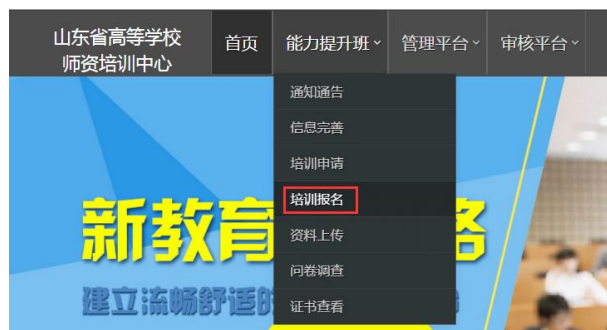 山东省高等学校
师资培训中心
首页
能力提升班
管理平台
审核平台
通知通告
信息完善
培训申请
培训报名
资料上传
问卷调查
证书查看
新教育
络
建立流畅舒适的